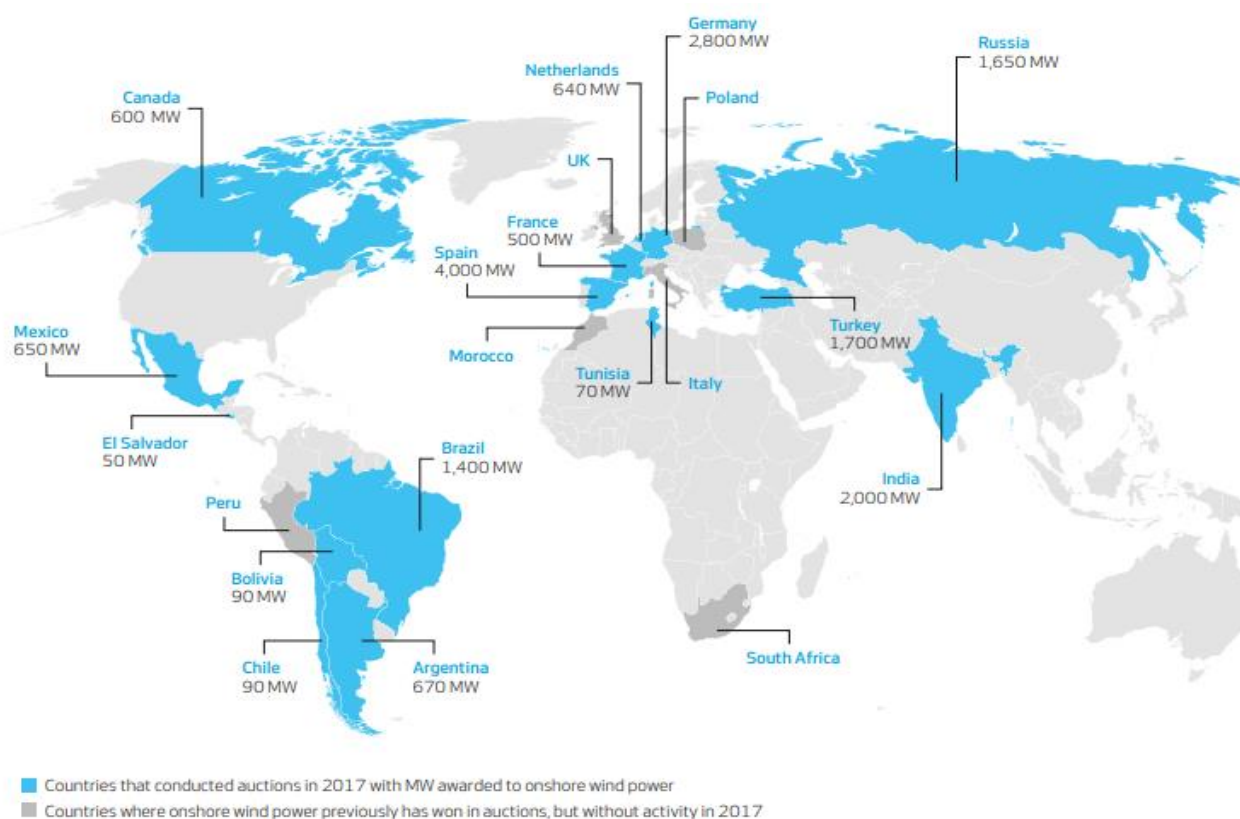 Germany
2,800 MW
Russia
1,650 MW
Netherlands
640 MW
Poland
Canada
600 MW
UK
France
500 MW
Spain
4,000 MW
Mexico
650 MW
Morocco
Tunisia
70 MW
Italy
Turkey
1,700 MW
El Salvador
50 MW
Brazil
1,400 MW
India
2,000 MW
Peru
Bolivia
90 MW
Chile
90 MW
Argentina
670 MW
South Africa
Countries that conducted auctions in 2017 with MW awarded to onshore wind power
Countries where onshore wind power previously has won in auctions, but without activity in 2017